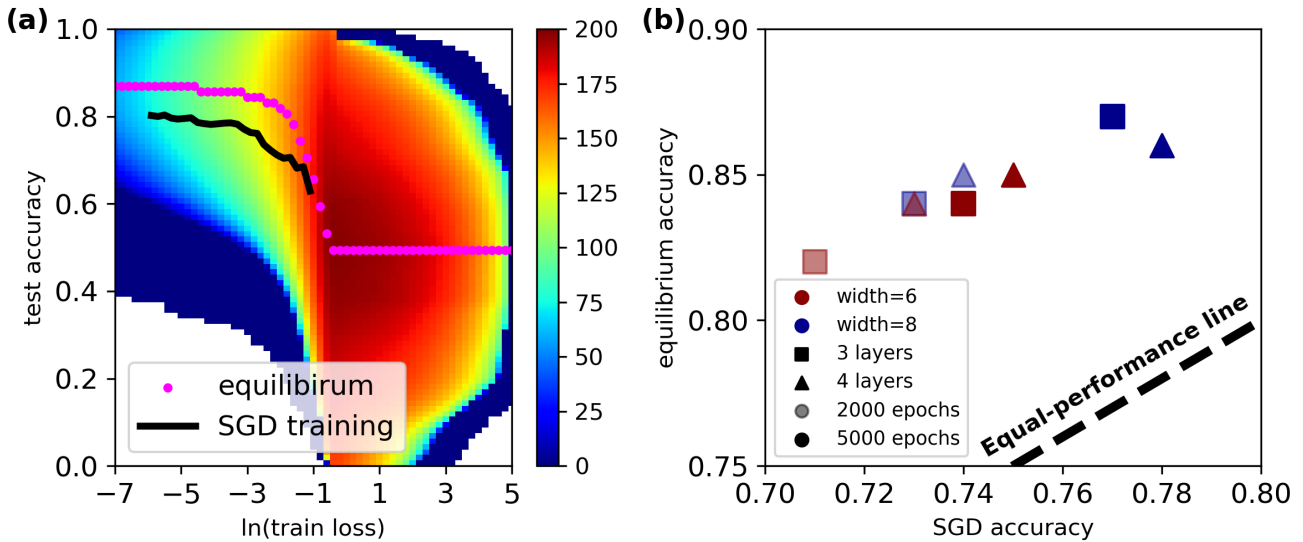 (a)
1.0
0.8
0.6
0.4
0.2
0.0
test accuracy
−7
−5
−3
−1
1
3
5
ln(train loss)
equilibirum
SGD training
200
175
150
125
100
75
50
25
0
(b)
0.90
0.85
0.80
0.75
equilibrium accuracy
width=6
width=8
3 layers
4 layers
2000 epochs
5000 epochs
Equal-performance line
0.70
0.72
0.74
0.76
0.78
0.80
SGD accuracy